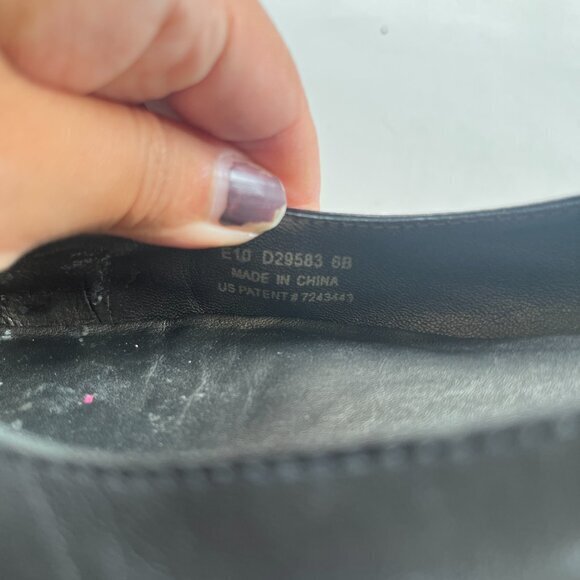 E10 D29583 6B
MADE IN CHINA
US PATENT # 7243443